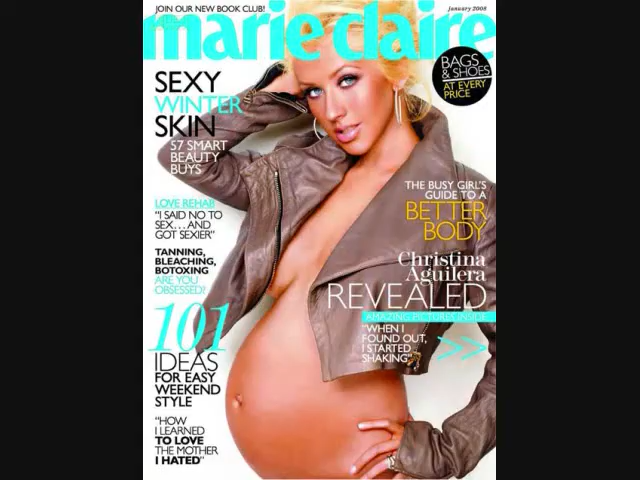 JOIN OUR NEW BOOK CLUB!
January 2008
marie claire
BAGS
& SHOES
AT EVERY
PRICE
SEXY
WINTER
SKIN
57 SMART
BEAUTY
BUYS
LOVE REHAB
"I SAID NO TO
SEX...AND
GOT SEXIER"
TANNING,
BLEACHING,
BOTOXING
ARE YOU
OBSESSED?
101
IDEAS
FOR EASY
WEEKEND
STYLE
"HOW
I LEARNED
TO LOVE
THE MOTHER
I HATED"
THE BUSY GIRL'S
GUIDE TO A
BETTER
BODY
Christina
Aguilera
REVEALED
AMAZING PICTURES INSIDE
"WHEN I
FOUND OUT,
I STARTED
SHAKING"